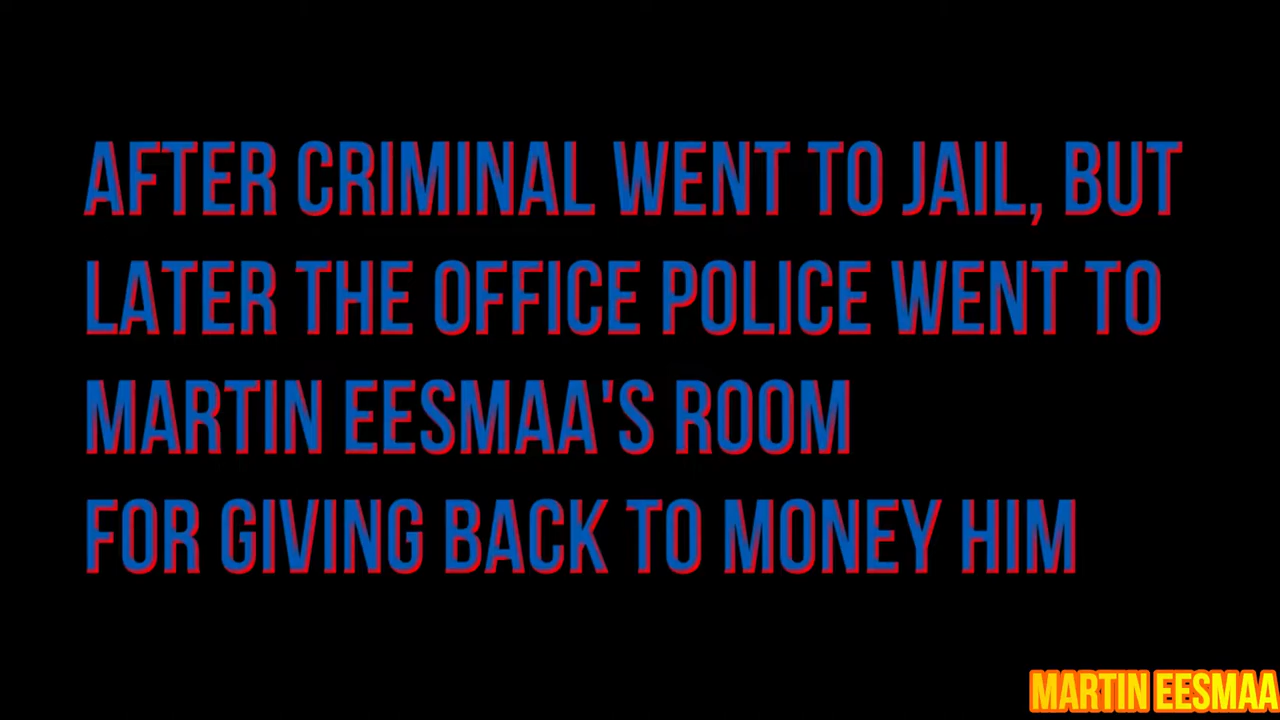 AFTER CRIMINAL WENT TO JAIL, BUT
LATER THE OFFICE POLICE WENT TO
MARTIN EESMAA'S ROOM
FOR GIVING BACK TO MONEY HIM
MARTIN EESMAA